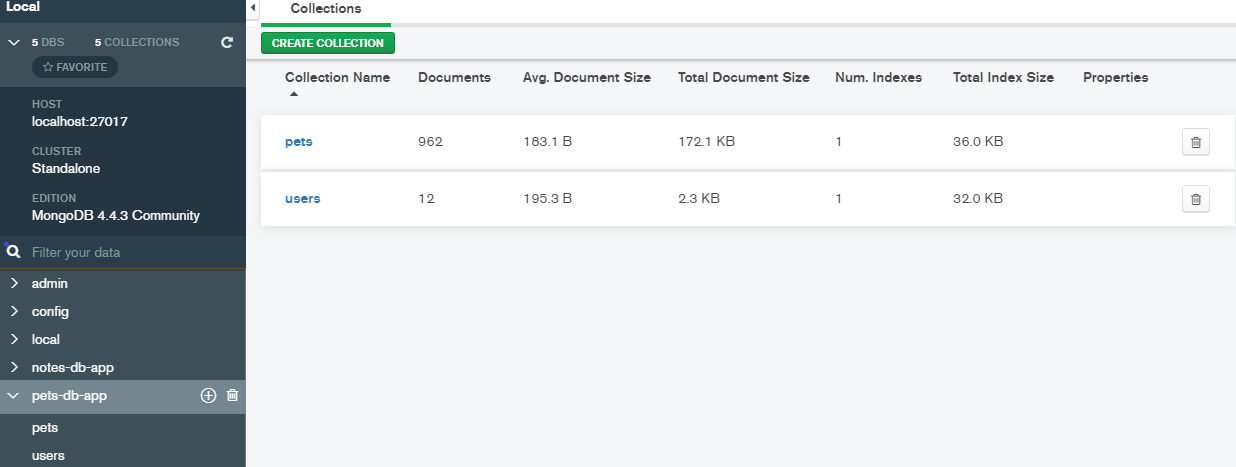 Local
5 DBS 5 COLLECTIONS
FAVORITE
HOST
localhost:27017
CLUSTER
Standalone
EDITION
MongoDB 4.4.3 Community
Filter your data
admin
config
local
notes-db-app
pets-db-app
pets
users
Collections
CREATE COLLECTION
Collection Name Documents Avg. Document Size Total Document Size Num. Indexes Total Index Size Properties
pets 962 183.1 B 172.1 KB 1 36.0 KB
users 12 195.3 B 2.3 KB 1 32.0 KB